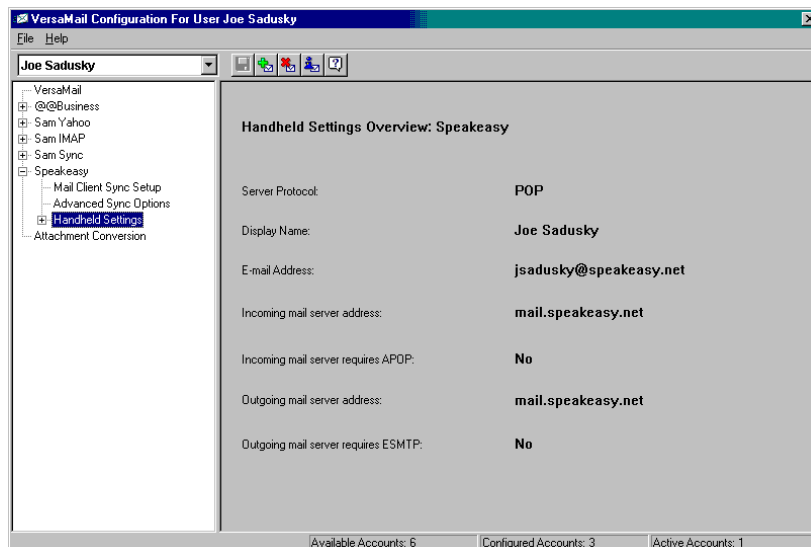 VersaMail Configuration For User Joe Sadusky
File Help
Joe Sadusky
VersaMail
@@Business
Sam Yahoo
Sam IMAP
Sam Sync
Speakeasy
Mail Client Sync Setup
Advanced Sync Options
Handheld Settings
Attachment Conversion
Handheld Settings Overview: Speakeasy
Server Protocol: POP
Display Name: Joe Sadusky
E-mail Address: jsadusky@speakeasy.net
Incoming mail server address: mail.speakeasy.net
Incoming mail server requires APOP: No
Outgoing mail server address: mail.speakeasy.net
Outgoing mail server requires ESMTP: No
Available Accounts: 6 Configured Accounts: 3 Active Accounts: 1